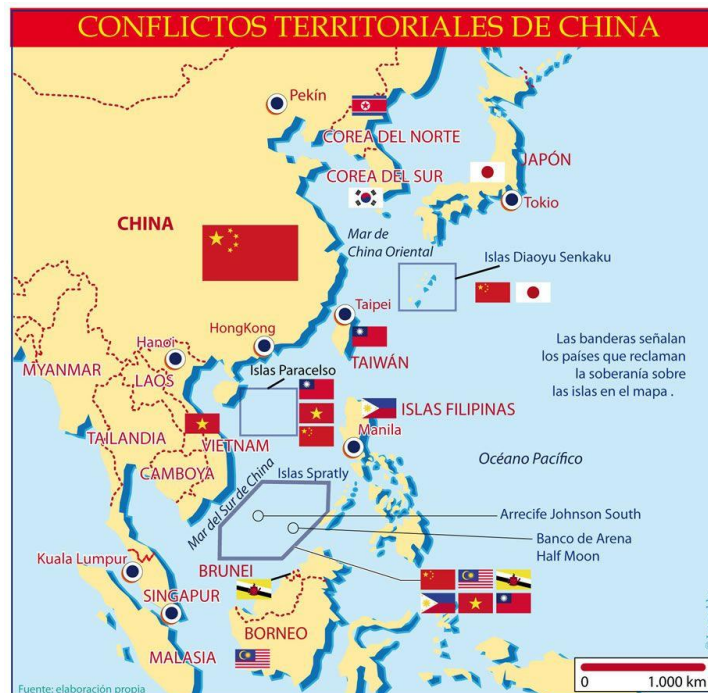 CONFLICTOS TERRITORIALES DE CHINA
Pekín
COREA DEL NORTE
COREA DEL SUR
JAPÓN
Tokio
CHINA
Mar de
China Oriental
Islas Diaoyu Senkaku
Taipei
HongKong
Hanoi
TAIWÁN
MYANMAR
LAOS
Las banderas señalan
los países que reclaman
la soberanía sobre
las islas en el mapa .
Islas Paracelso
ISLAS FILIPINAS
TAILANDIA
VIETNAM
Manila
CAMBOYA
Océano Pacífico
Islas Spratly
Mar del Sur de China
Arrecife Johnson South
Banco de Arena
Half Moon
Kuala Lumpur
BRUNEI
SINGAPUR
BORNEO
MALASIA
0 1.000 km
Fuente: elaboración propia